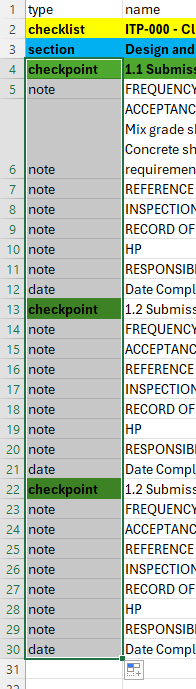 1 type name
2 checklist ITP-000 - Cl
3 section Design and
4 checkpoint 1.1 Submiss
5 note FREQUENCY
ACCEPTANC
Mix grade sl
Concrete sh
6 note requiremen
7 note REFERENCE
8 note INSPECTION
9 note RECORD OF
10 note HP
11 note RESPONSIBI
12 date Date Compl
13 checkpoint 1.2 Submiss
14 note FREQUENCY
15 note ACCEPTANC
16 note REFERENCE
17 note INSPECTION
18 note RECORD OF
19 note HP
20 note RESPONSIBI
21 date Date Compl
22 checkpoint 1.2 Submiss
23 note FREQUENCY
24 note ACCEPTANC
25 note REFERENCE
26 note INSPECTION
27 note RECORD OF
28 note HP
29 note RESPONSIBI
30 date Date Compl
31
32